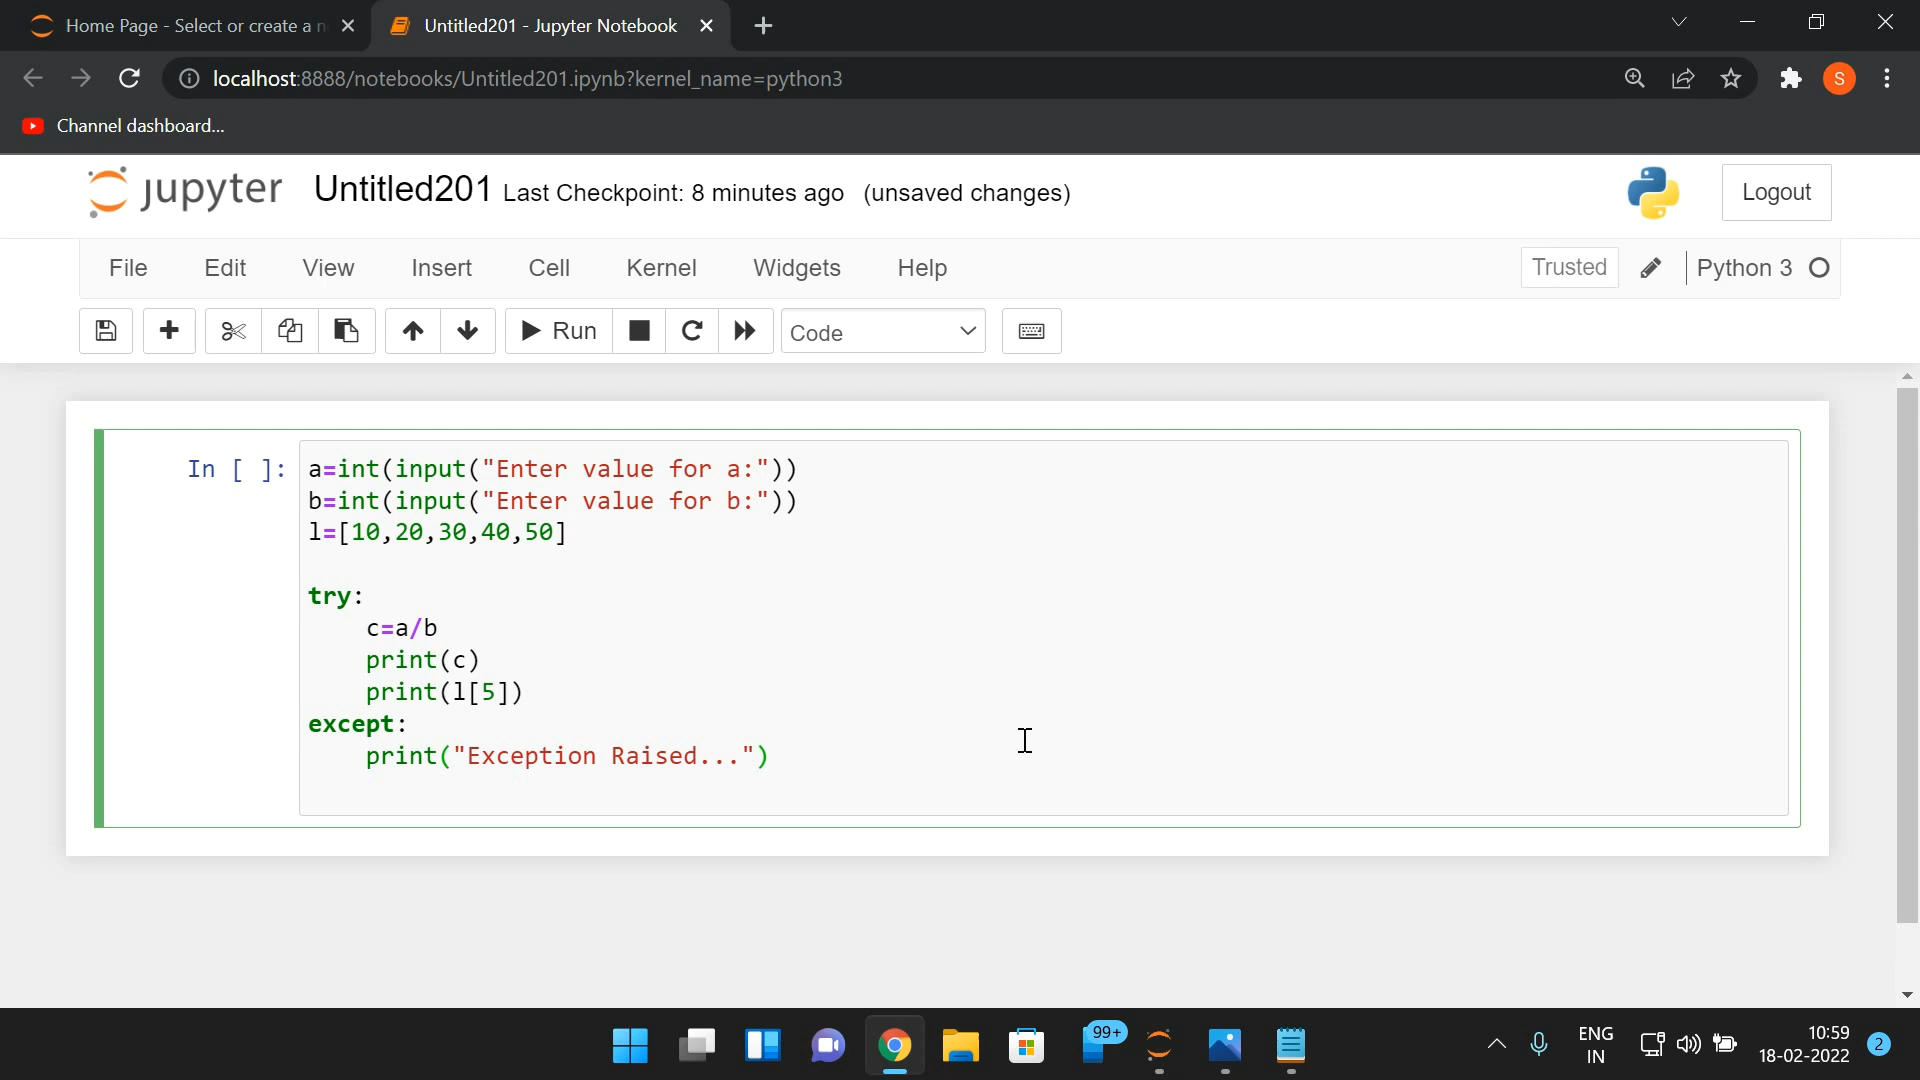 Home Page - Select or create a n
Untitled201 - Jupyter Notebook
localhost:8888/notebooks/Untitled201.ipynb?kernel_name=python3
S
Channel dashboard...
jupyter Untitled201 Last Checkpoint: 8 minutes ago (unsaved changes)
Logout
File Edit View Insert Cell Kernel Widgets Help
Trusted Python 3
Run Code
In [ ]: a=int(input("Enter value for a:"))
b=int(input("Enter value for b:"))
l=[10,20,30,40,50]
try:
c=a/b
print(c)
print(l[5])
except:
print("Exception Raised...")
99+
ENG
IN
10:59
18-02-2022
2